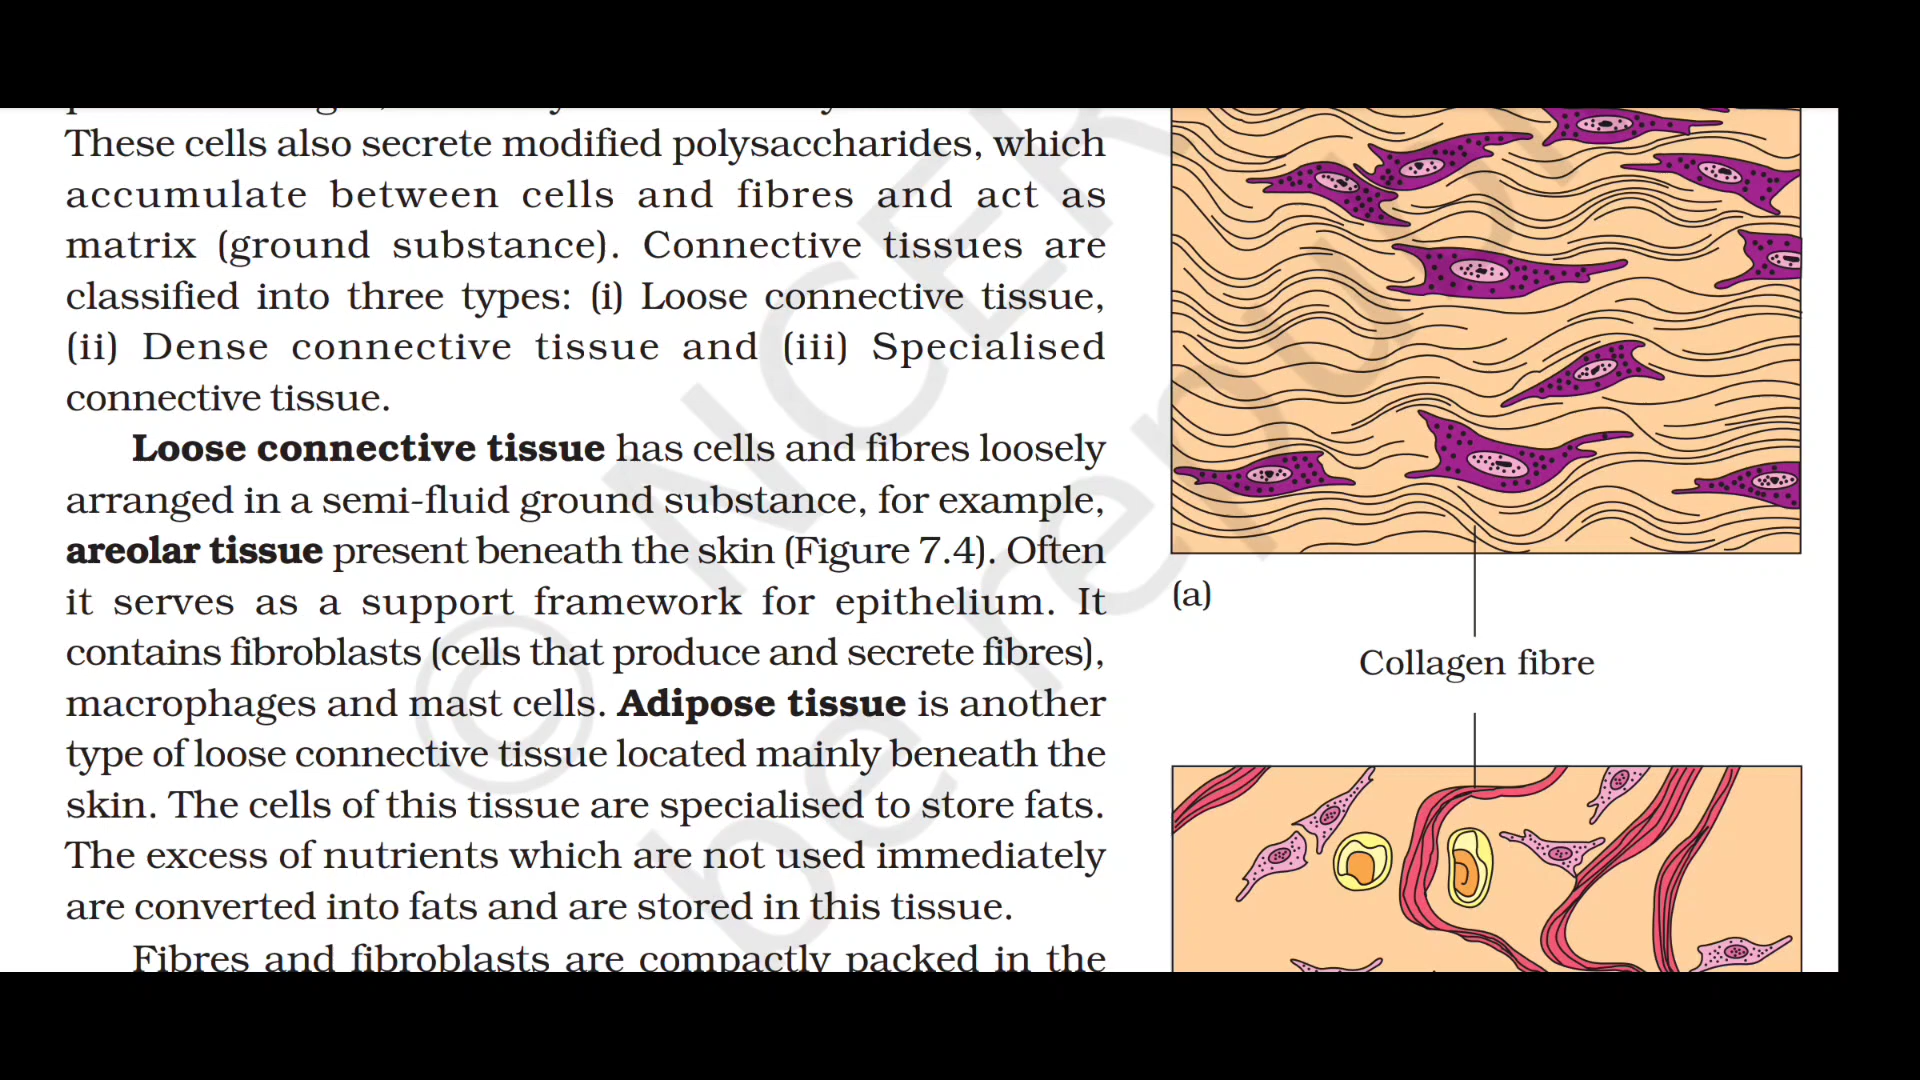 These cells also secrete modified polysaccharides, which
accumulate between cells and fibres and act as
matrix (ground substance). Connective tissues are
classified into three types: (i) Loose connective tissue,
(ii) Dense connective tissue and (iii) Specialised
connective tissue.
Loose connective tissue has cells and fibres loosely
arranged in a semi-fluid ground substance, for example,
areolar tissue present beneath the skin (Figure 7.4). Often
it serves as a support framework for epithelium. It
contains fibroblasts (cells that produce and secrete fibres),
macrophages and mast cells. Adipose tissue is another
type of loose connective tissue located mainly beneath the
skin. The cells of this tissue are specialised to store fats.
The excess of nutrients which are not used immediately
are converted into fats and are stored in this tissue.
Fibres and fibroblasts are compactly packed in the
(a)
Collagen fibre
© NCER
be repu